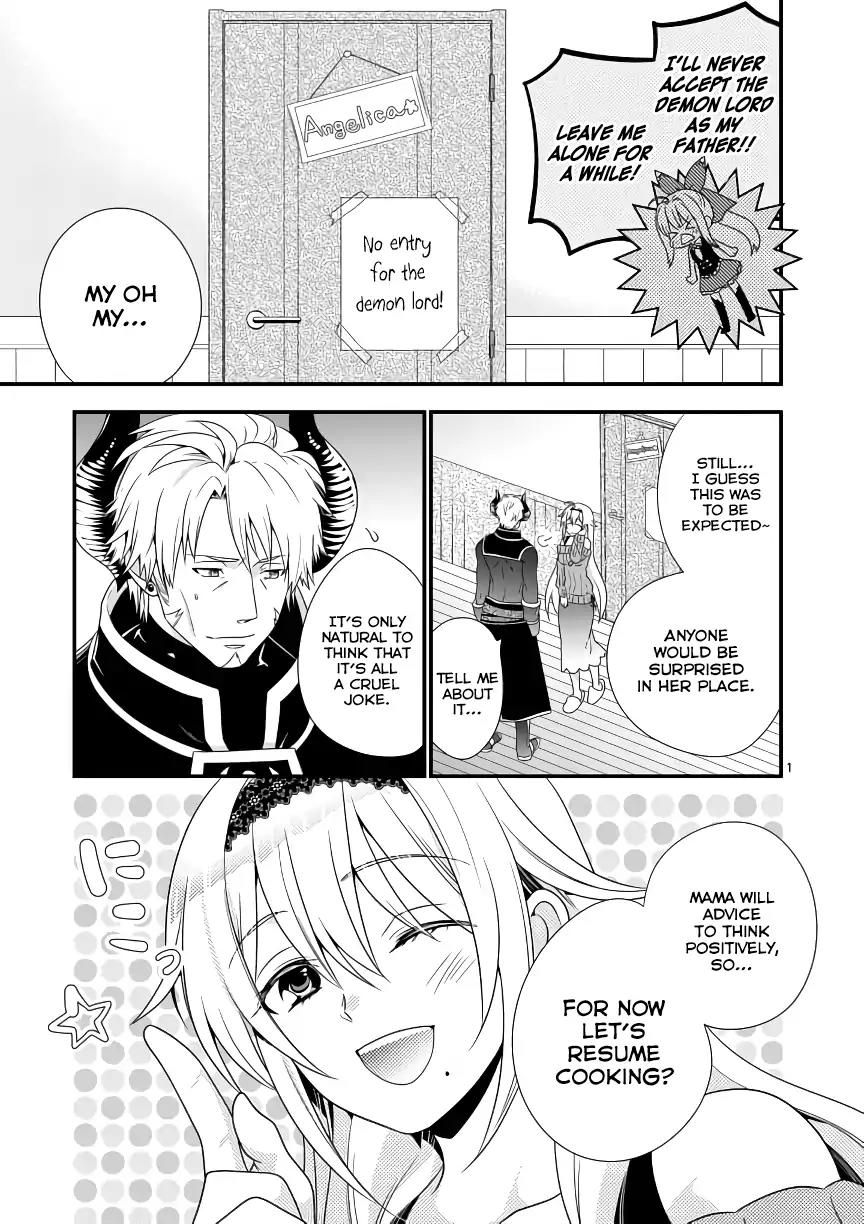 I'LL NEVER
ACCEPT THE
DEMON LORD
AS MY
FATHER!!
LEAVE ME
ALONE FOR
A WHILE!
Angelica
No entry
for the
demon lord!
MY OH
MY...
STILL...
I GUESS
THIS WAS
TO BE
EXPECTED~
ANYONE
WOULD BE
SURPRISED
IN HER PLACE.
TELL ME
ABOUT
IT...
IT'S ONLY
NATURAL TO
THINK THAT
IT'S ALL
A CRUEL
JOKE.
1
MAMA WILL
ADVICE
TO THINK
POSITIVELY,
SO...
FOR NOW
LET'S
RESUME
COOKING?